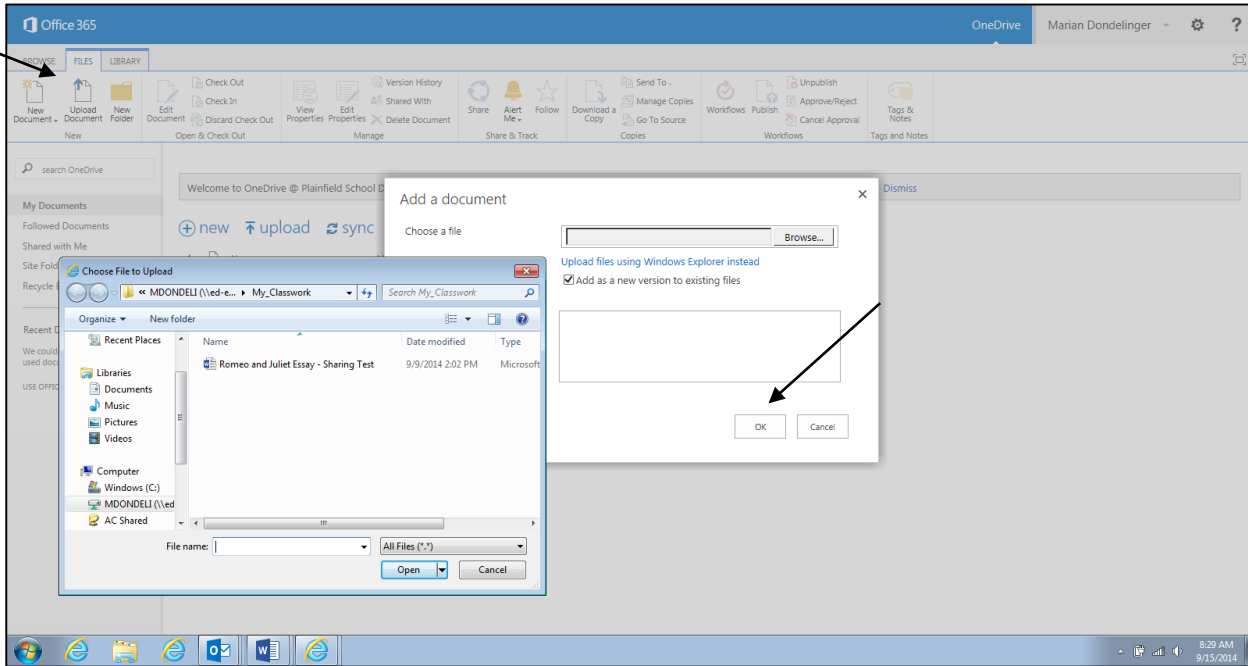 Office 365
OneDrive
Marian Dondelinger
?
BROWSE FILES LIBRARY
New Document
Upload Document
New Folder
New
Edit Document
Check Out
Check In
Discard Check Out
Open & Check Out
View Properties
Edit Properties
Version History
Shared With
Delete Document
Manage
Share
Alert Me
Follow
Share & Track
Download a Copy
Send To
Manage Copies
Go To Source
Copies
Workflows
Publish
Unpublish
Approve/Reject
Cancel Approval
Workflows
Tags & Notes
Tags and Notes
search OneDrive
My Documents
Followed Documents
Shared with Me
Site Fold
Recycle
Recent
We could
used doc
USE OFFIC
Welcome to OneDrive @ Plainfield School D
Dismiss
new upload sync
Add a document
Choose a file
Browse...
Upload files using Windows Explorer instead
Add as a new version to existing files
OK Cancel
Choose File to Upload
« MDONDELI (\\ed-e... My_Classwork
Search My_Classwork
Organize New folder
Recent Places
Libraries
Documents
Music
Pictures
Videos
Computer
Windows (C:)
MDONDELI (\\ed
AC Shared
Name Date modified Type
Romeo and Juliet Essay - Sharing Test 9/9/2014 2:02 PM Microsoft
File name:
All Files (*.*)
Open Cancel
8:29 AM
9/15/2014